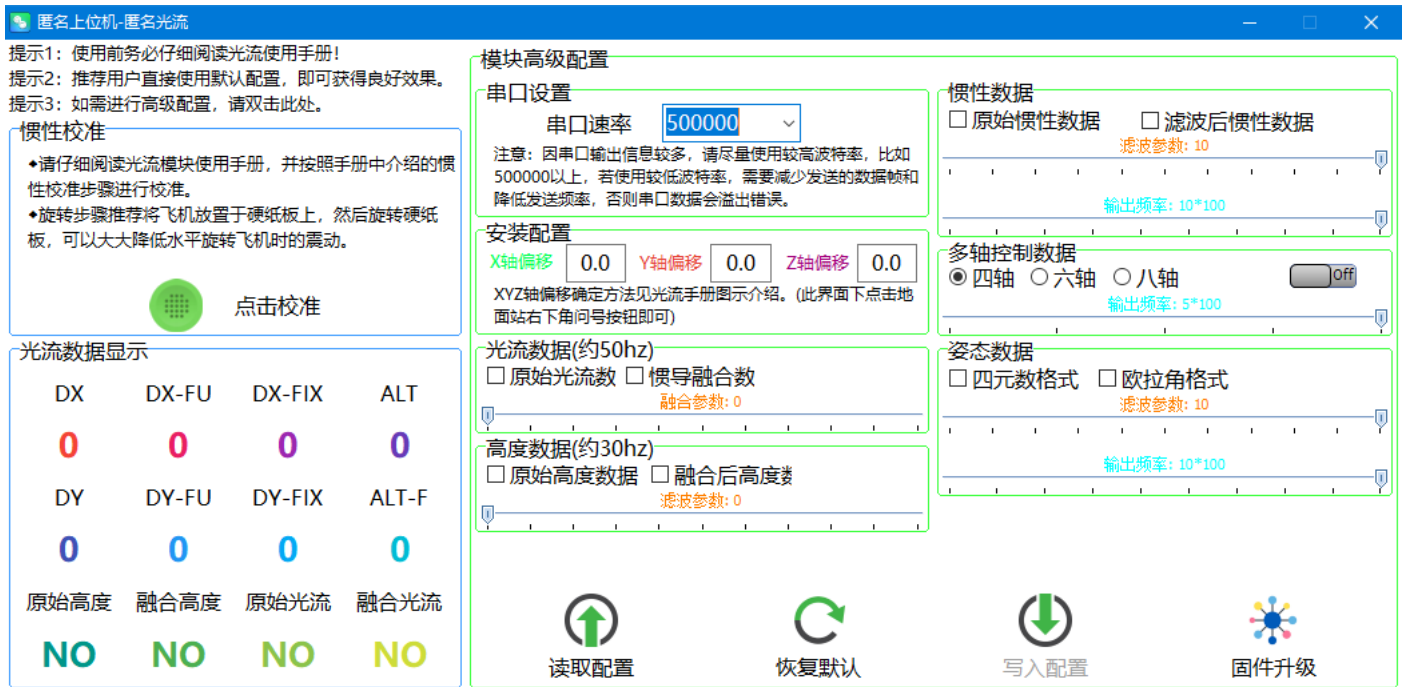 匿名上位机-匿名光流
提示1：使用前务必仔细阅读光流使用手册！
提示2：推荐用户直接使用默认配置，即可获得良好效果。
提示3：如需进行高级配置，请双击此处。
惯性校准
◆请仔细阅读光流模块使用手册，并按照手册中介绍的惯
性校准步骤进行校准。
◆旋转步骤推荐将飞机放置于硬纸板上，然后旋转硬纸
板，可以大大降低水平旋转飞机时的震动。
点击校准
光流数据显示
DX DX-FU DX-FIX ALT
0 0 0 0
DY DY-FU DY-FIX ALT-F
0 0 0 0
原始高度 融合高度 原始光流 融合光流
NO NO NO NO
模块高级配置
串口设置
串口速率 500000
注意：因串口输出信息较多，请尽量使用较高波特率，比如
500000以上，若使用较低波特率，需要减少发送的数据帧和
降低发送频率，否则串口数据会溢出错误。
安装配置
X轴偏移 0.0 Y轴偏移 0.0 Z轴偏移 0.0
XYZ轴偏移确定方法见光流手册图示介绍。(此界面下点击地
面站右下角问号按钮即可)
光流数据(约50hz)
原始光流数 惯导融合数
融合参数: 0
高度数据(约30hz)
原始高度数据 融合后高度数
滤波参数: 0
惯性数据
原始惯性数据 滤波后惯性数据
滤波参数: 10
输出频率: 10*100
多轴控制数据
四轴 六轴 八轴 Off
输出频率: 5*100
姿态数据
四元数格式 欧拉角格式
滤波参数: 10
输出频率: 10*100
读取配置 恢复默认 写入配置 固件升级